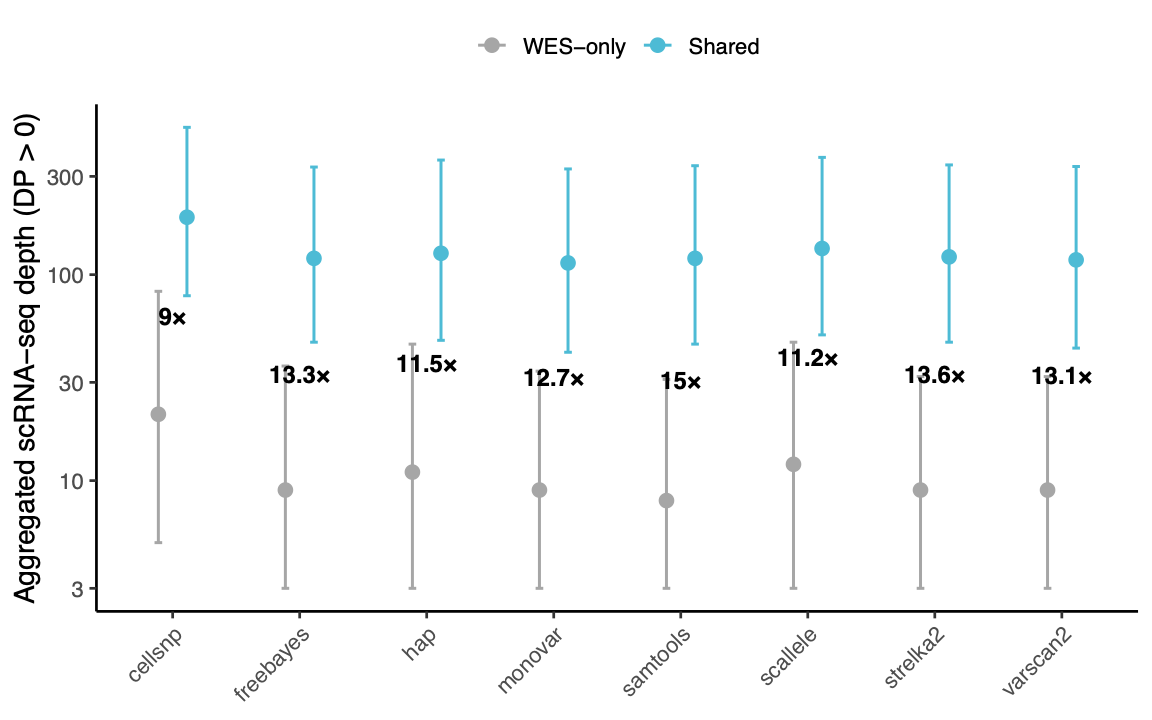 WES−only Shared
Aggregated scRNA−seq depth (DP > 0)
300
100
30
10
3
9×
13.3×
11.5×
12.7×
15×
11.2×
13.6×
13.1×
cellsnp
freebayes
hap
monovar
samtools
scallele
strelka2
varscan2